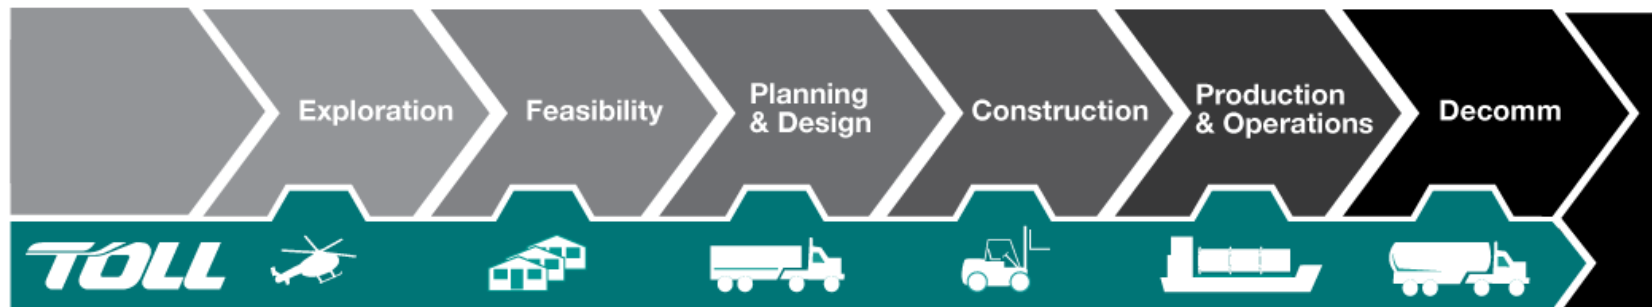 Exploration
Feasibility
Planning
& Design
Construction
Production
& Operations
Decomm
TOLL